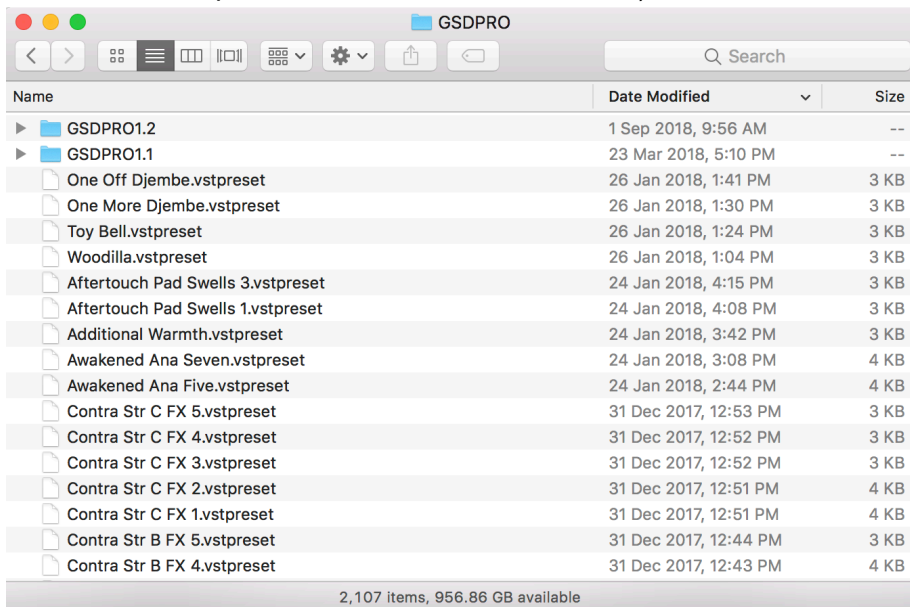 GSDPRO
Search
Name Date Modified Size
GSDPRO1.2 1 Sep 2018, 9:56 AM --
GSDPRO1.1 23 Mar 2018, 5:10 PM --
One Off Djembe.vstpreset 26 Jan 2018, 1:41 PM 3 KB
One More Djembe.vstpreset 26 Jan 2018, 1:30 PM 3 KB
Toy Bell.vstpreset 26 Jan 2018, 1:24 PM 3 KB
Woodilla.vstpreset 26 Jan 2018, 1:04 PM 3 KB
Aftertouch Pad Swells 3.vstpreset 24 Jan 2018, 4:15 PM 3 KB
Aftertouch Pad Swells 1.vstpreset 24 Jan 2018, 4:08 PM 3 KB
Additional Warmth.vstpreset 24 Jan 2018, 3:42 PM 3 KB
Awakened Ana Seven.vstpreset 24 Jan 2018, 3:08 PM 4 KB
Awakened Ana Five.vstpreset 24 Jan 2018, 2:44 PM 4 KB
Contra Str C FX 5.vstpreset 31 Dec 2017, 12:53 PM 3 KB
Contra Str C FX 4.vstpreset 31 Dec 2017, 12:52 PM 3 KB
Contra Str C FX 3.vstpreset 31 Dec 2017, 12:52 PM 3 KB
Contra Str C FX 2.vstpreset 31 Dec 2017, 12:51 PM 4 KB
Contra Str C FX 1.vstpreset 31 Dec 2017, 12:51 PM 4 KB
Contra Str B FX 5.vstpreset 31 Dec 2017, 12:44 PM 3 KB
Contra Str B FX 4.vstpreset 31 Dec 2017, 12:43 PM 4 KB
2,107 items, 956.86 GB available